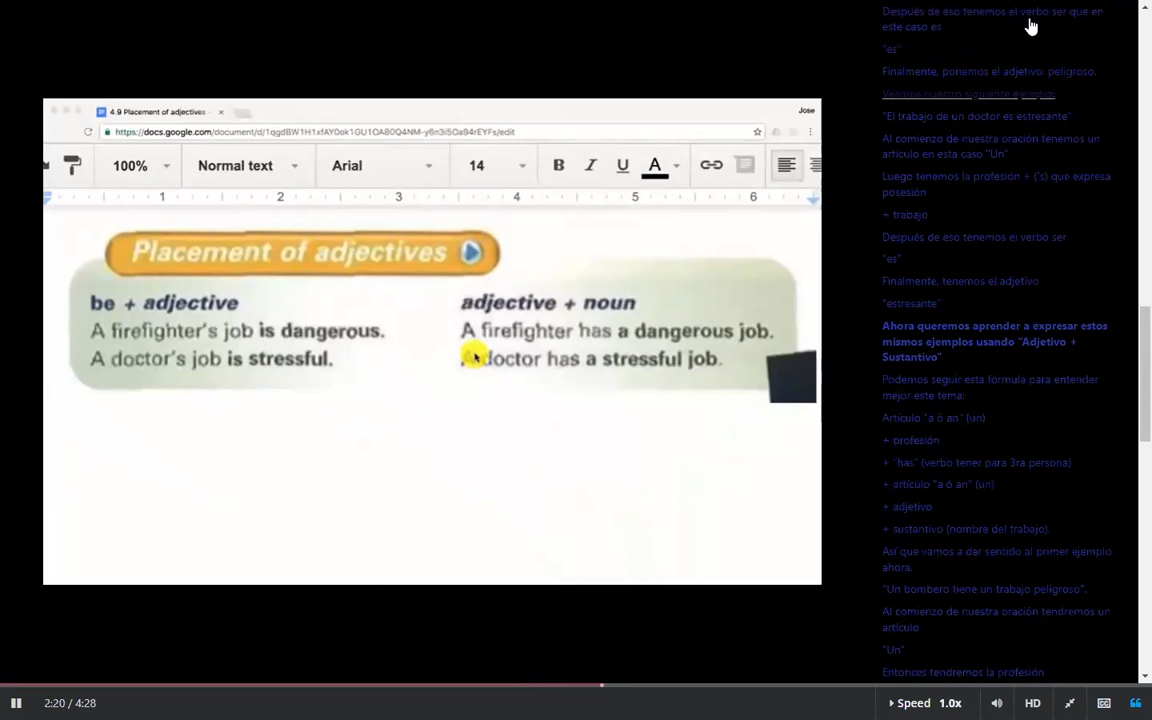 4.9 Placement of adjectives -
Jose
https://docs.google.com/document/d/1qgdBW1H1xfAY0ok1GU1OA80Q4NM-y6n3i5Oa94rEYFs/edit
100%
Normal text
Arial
14
B I U A
1 2 3 4 5 6
Placement of adjectives
be + adjective
A firefighter's job is dangerous.
A doctor's job is stressful.
adjective + noun
A firefighter has a dangerous job.
A doctor has a stressful job.
Después de eso tenemos el verbo ser que en
este caso es
"es"
Finalmente, ponemos el adjetivo: peligroso.
Veamos nuestro siguiente ejemplo:
"El trabajo de un doctor es estresante"
Al comienzo de nuestra oración tenemos un
artículo en esta caso "Un"
Luego tenemos la profesión + ('s) que expresa
posesión
+ trabajo
Después de eso tenemos el verbo ser
"es"
Finalmente, tenemos el adjetivo
"estresante"
Ahora queremos aprender a expresar estos
mismos ejemplos usando "Adjetivo +
Sustantivo"
Podemos seguir esta fórmula para entender
mejor este tema:
Artículo "a ó an" (un)
+ profesión
+ "has" (verbo tener para 3ra persona)
+ artículo "a ó an" (un)
+ adjetivo
+ sustantivo (nombre del trabajo).
Así que vamos a dar sentido al primer ejemplo
ahora.
"Un bombero tiene un trabajo peligroso".
Al comienzo de nuestra oración tendremos un
artículo
"Un"
Entonces tendremos la profesión
2:20 / 4:28
Speed 1.0x
HD